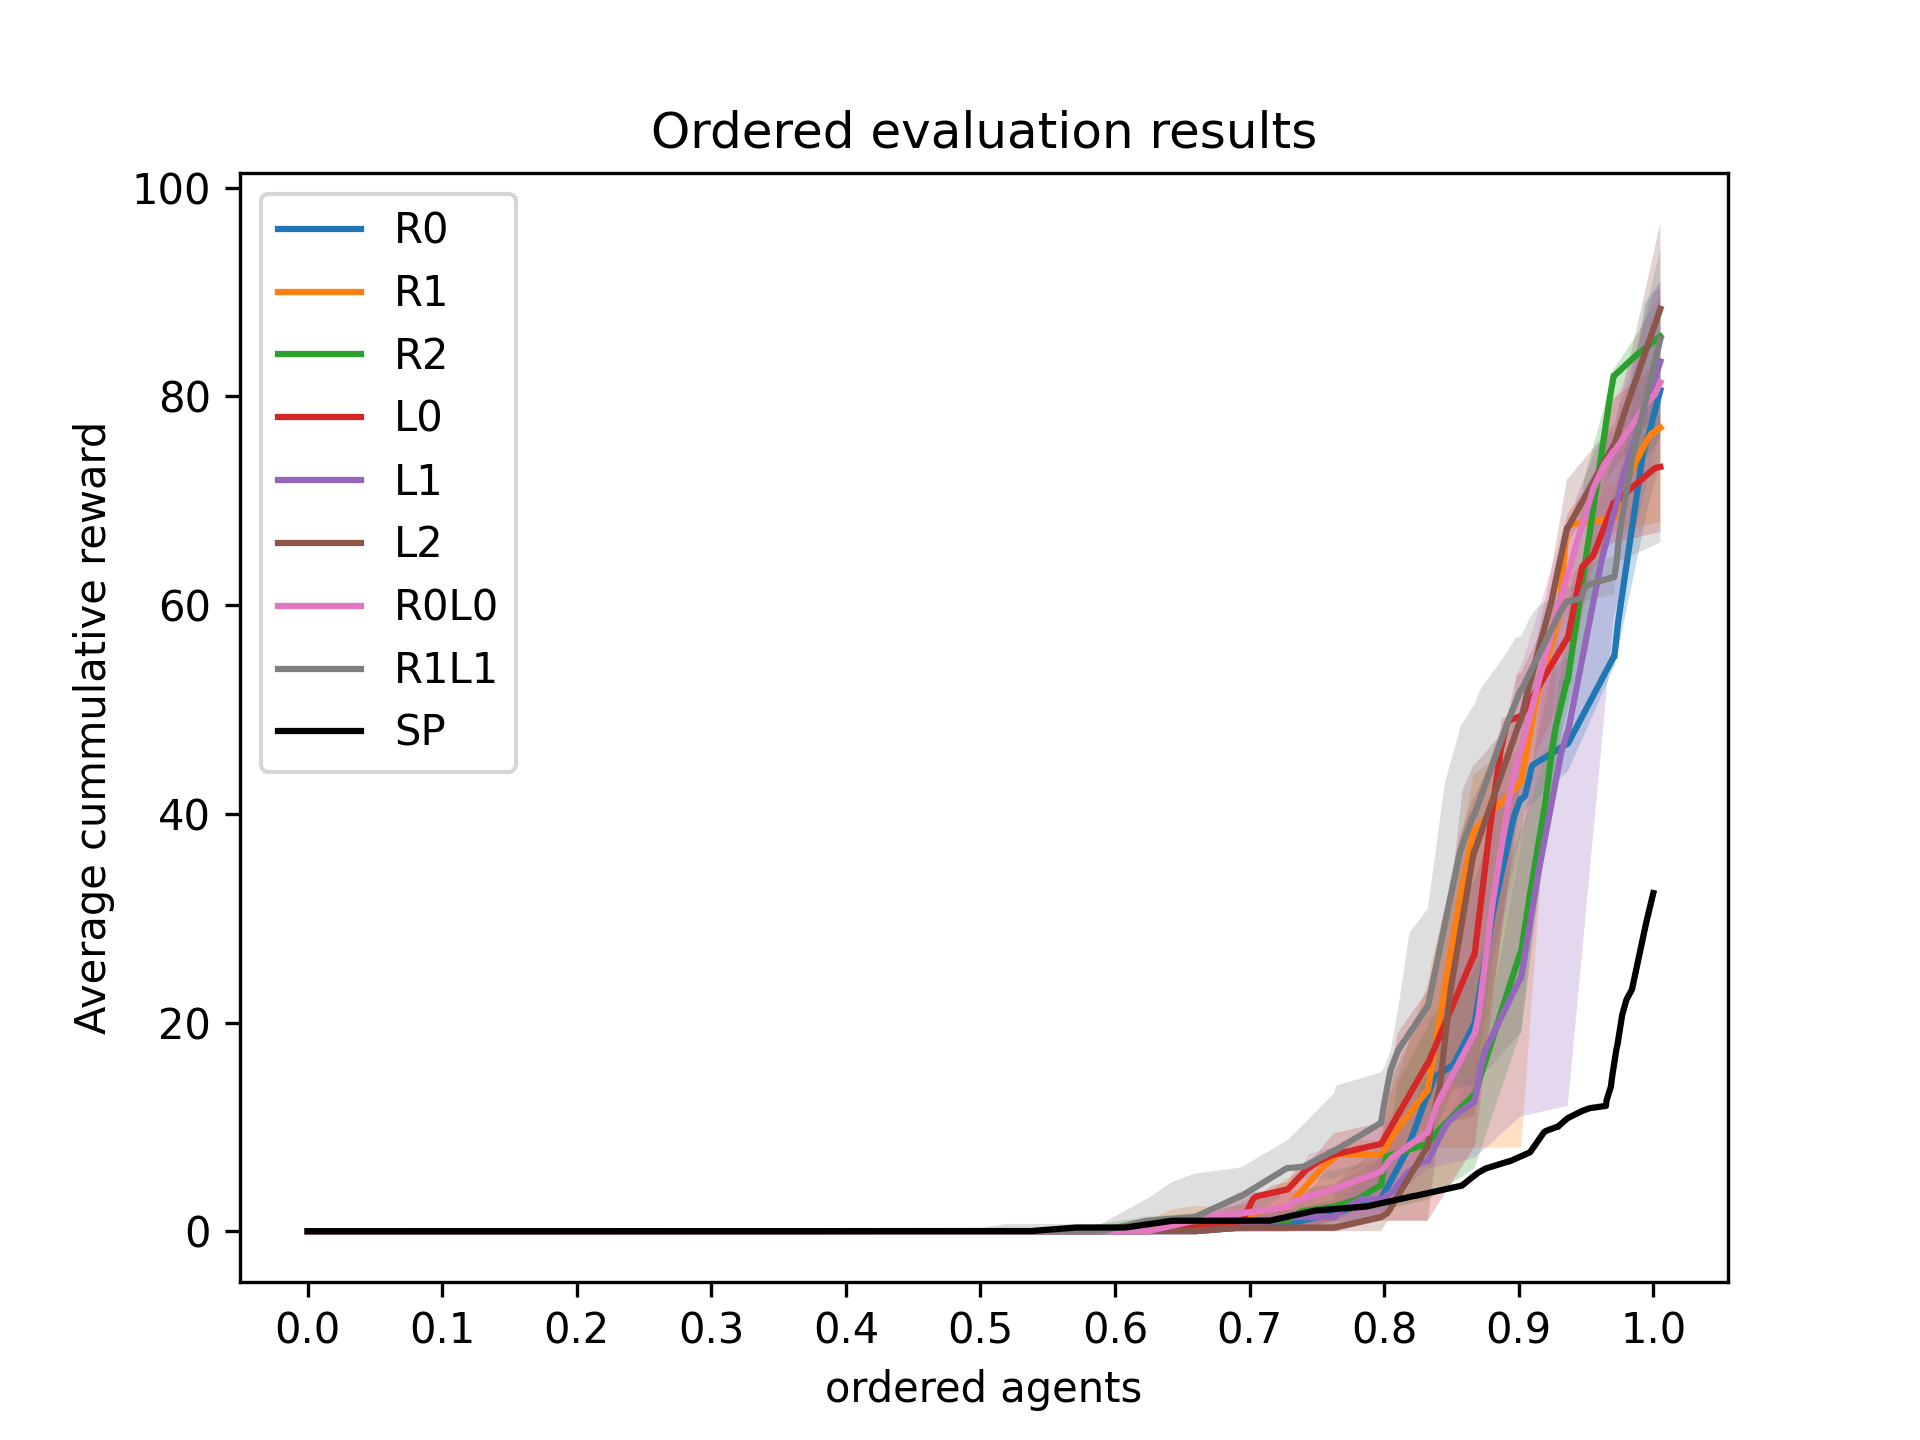 Ordered evaluation results
Average cummulative reward
100
80
60
40
20
0
R0
R1
R2
L0
L1
L2
R0L0
R1L1
SP
0.0 0.1 0.2 0.3 0.4 0.5 0.6 0.7 0.8 0.9 1.0
ordered agents